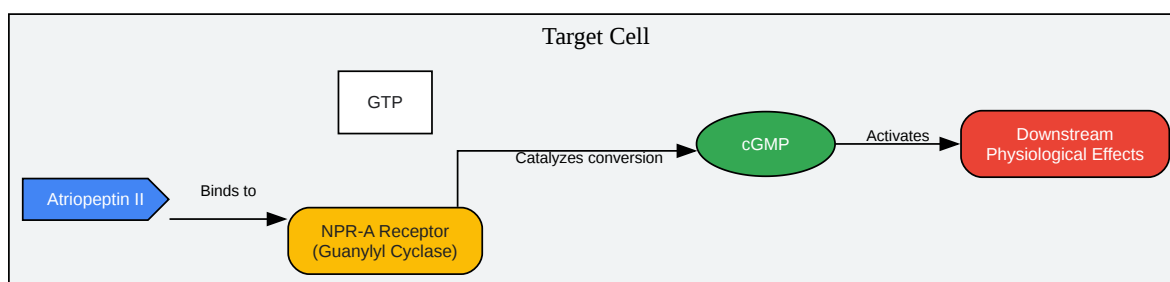 Target Cell
GTP
Catalyzes conversion
cGMP
Activates
Downstream
Physiological Effects
Atriopeptin II
Binds to
NPR-A Receptor
(Guanylyl Cyclase)